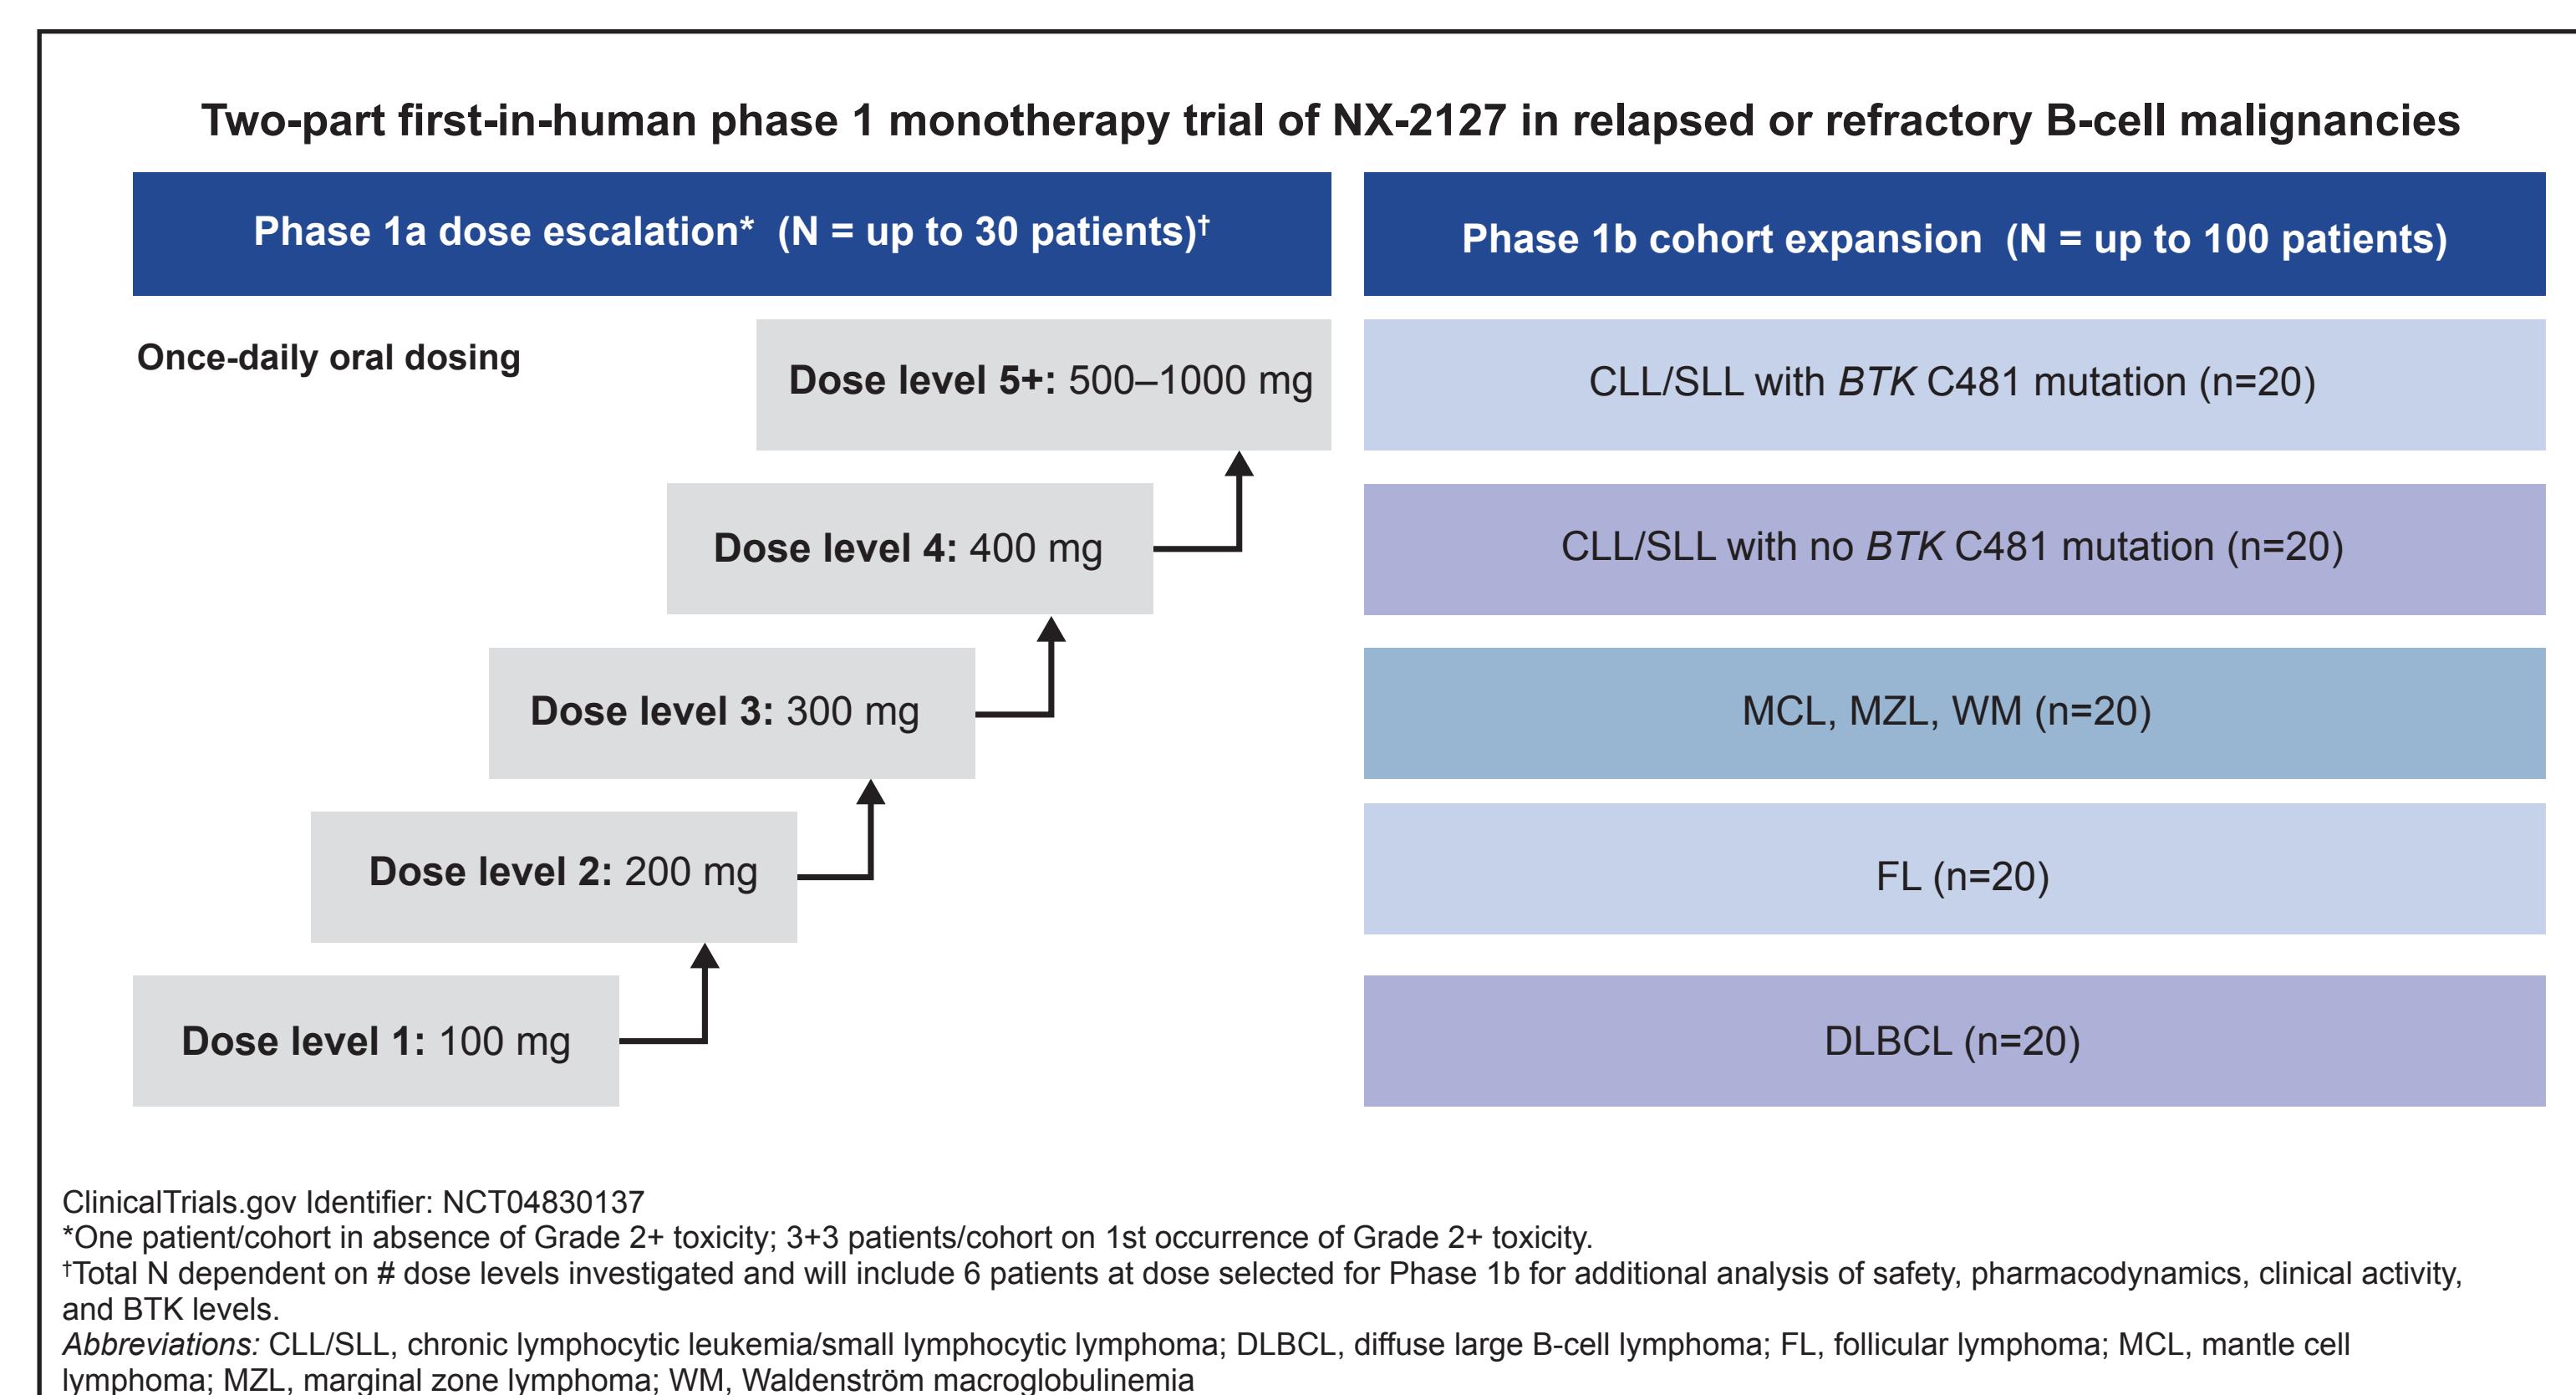 Two-part first-in-human phase 1 monotherapy trial of NX-2127 in relapsed or refractory B-cell malignancies
Phase 1a dose escalation* (N = up to 30 patients)†
Once-daily oral dosing
Dose level 5+: 500–1000 mg
Dose level 4: 400 mg
Dose level 3: 300 mg
Dose level 2: 200 mg
Dose level 1: 100 mg
Phase 1b cohort expansion (N = up to 100 patients)
CLL/SLL with BTK C481 mutation (n=20)
CLL/SLL with no BTK C481 mutation (n=20)
MCL, MZL, WM (n=20)
FL (n=20)
DLBCL (n=20)
ClinicalTrials.gov Identifier: NCT04830137
*One patient/cohort in absence of Grade 2+ toxicity; 3+3 patients/cohort on 1st occurrence of Grade 2+ toxicity.
†Total N dependent on # dose levels investigated and will include 6 patients at dose selected for Phase 1b for additional analysis of safety, pharmacodynamics, clinical activity,
and BTK levels.
Abbreviations: CLL/SLL, chronic lymphocytic leukemia/small lymphocytic lymphoma; DLBCL, diffuse large B-cell lymphoma; FL, follicular lymphoma; MCL, mantle cell
lymphoma; MZL, marginal zone lymphoma; WM, Waldenström macroglobulinemia